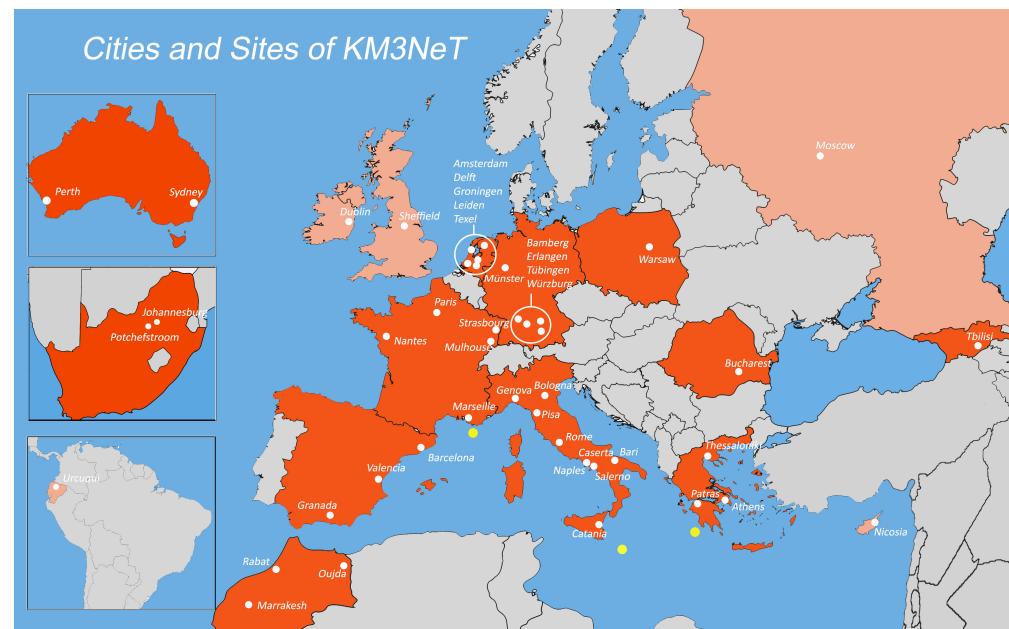 Cities and Sites of KM3NeT
Perth
Sydney
Johannesburg
Potchefstroom
Urcuquí
Moscow
Dublin
Sheffield
Amsterdam
Delft
Groningen
Leiden
Texel
Bamberg
Erlangen
Tübingen
Würzburg
Münster
Warsaw
Paris
Strasbourg
Nantes
Mulhouse
Bucharest
Tbilisi
Genova
Bologna
Marseille
Pisa
Rome
Barcelona
Caserta
Bari
Naples
Salerno
Thessaloniki
Valencia
Granada
Patras
Athens
Catania
Nicosia
Rabat
Oujda
Marrakesh